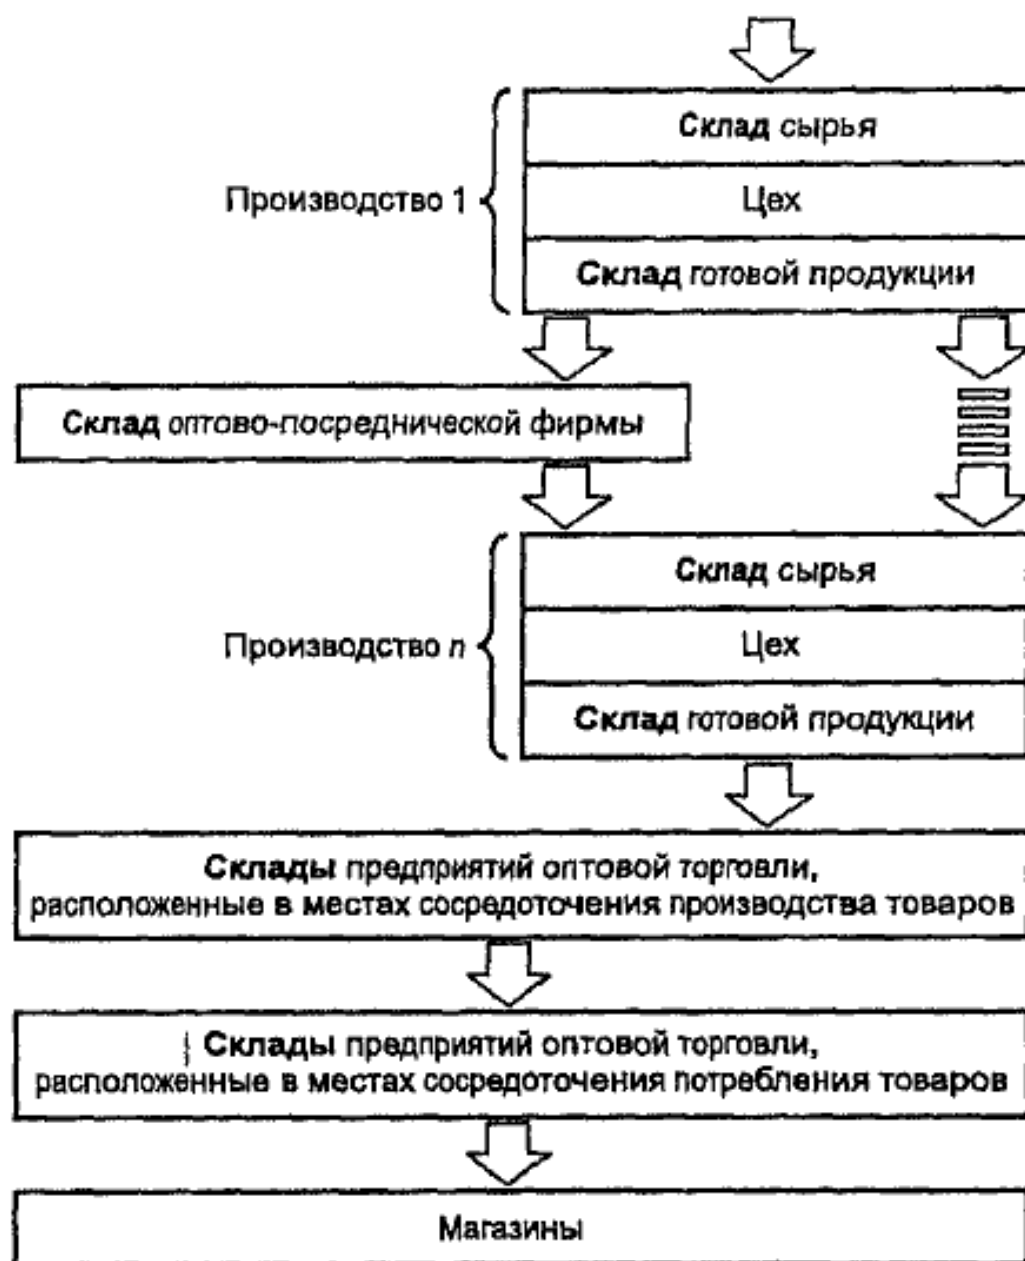 Склад сырья
Производство 1
Цех
Склад готовой продукции
Склад оптово-посреднической фирмы
Склад сырья
Производство n
Цех
Склад готовой продукции
Склады предприятий оптовой торговли,
расположенные в местах сосредоточения производства товаров
Склады предприятий оптовой торговли,
расположенные в местах сосредоточения потребления товаров
Магазины